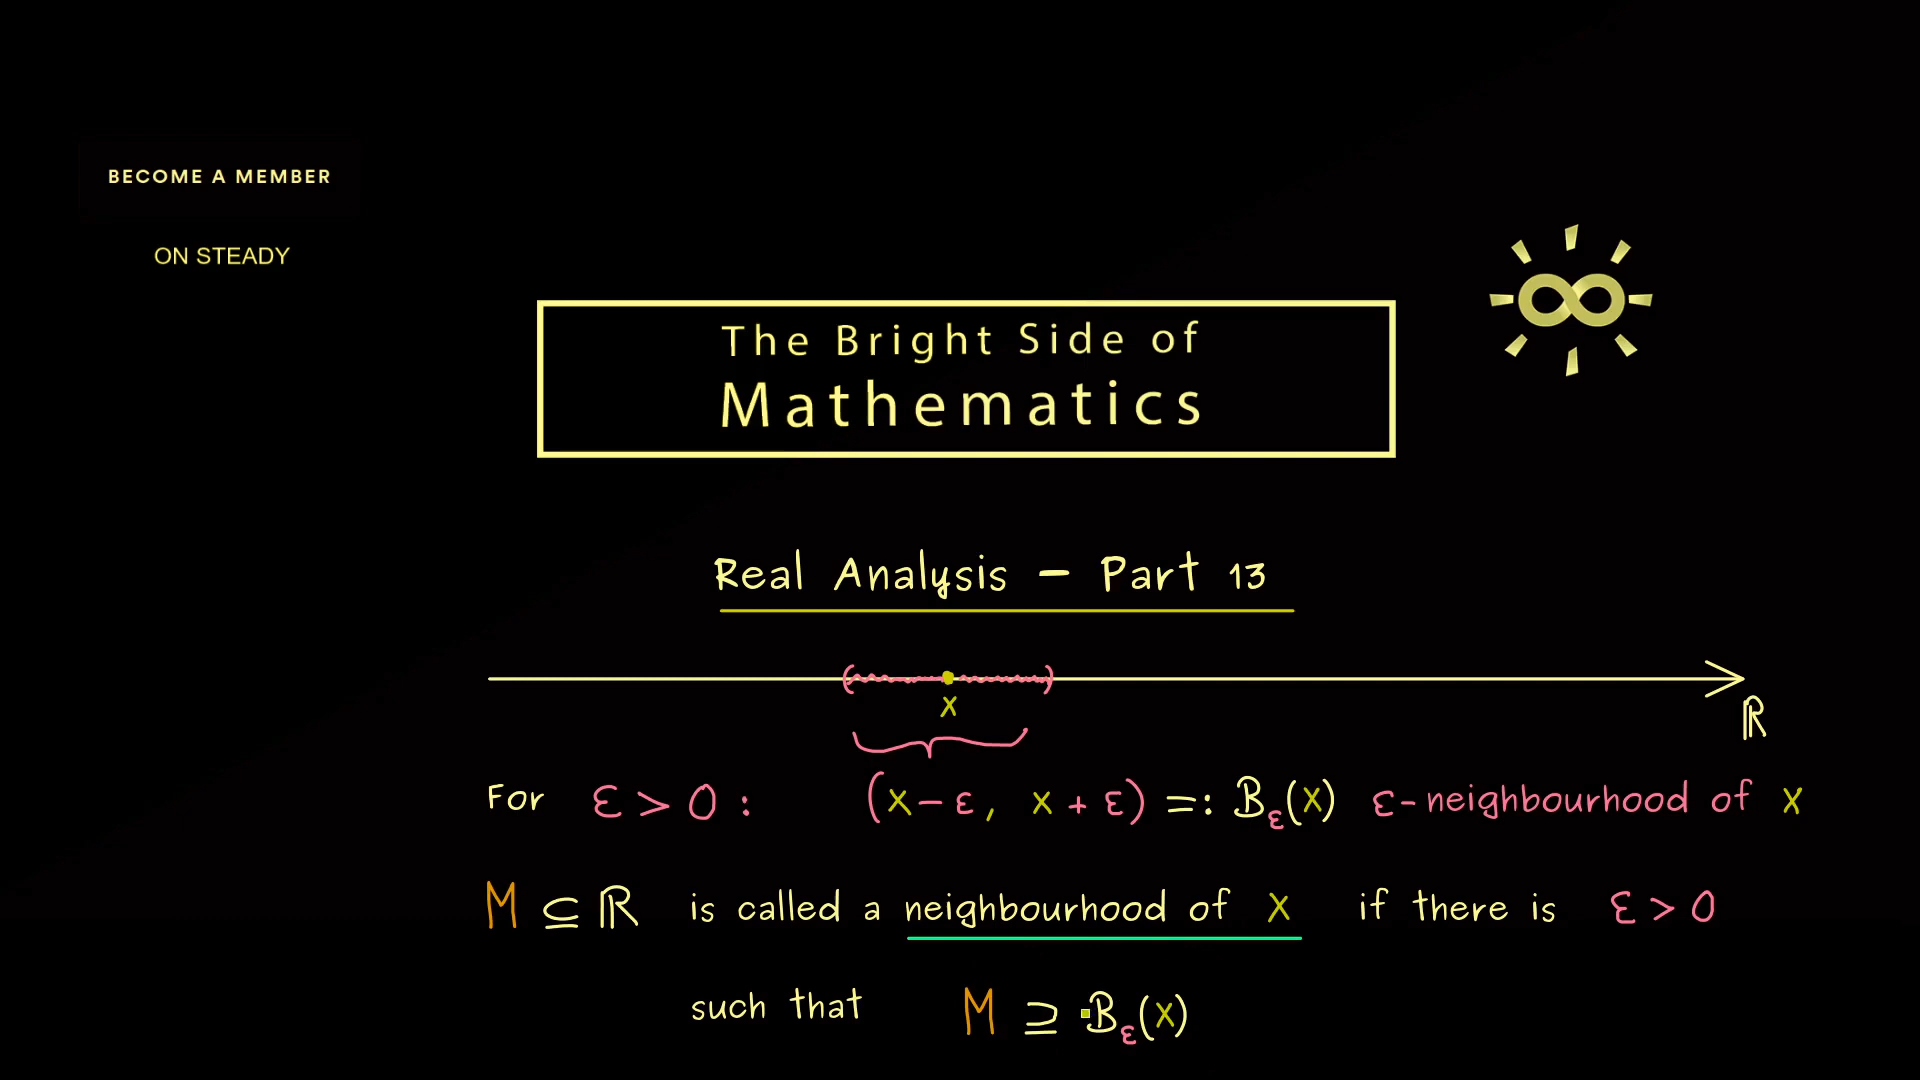 BECOME A MEMBER
ON STEADY
The Bright Side of
Mathematics
Real Analysis – Part 13
x
ℝ
For ε > 0 : (x – ε, x + ε) =: B_ε(x) ε-neighbourhood of x
M ⊆ ℝ is called a neighbourhood of x if there is ε > 0
such that M ⊇ B_ε(x)